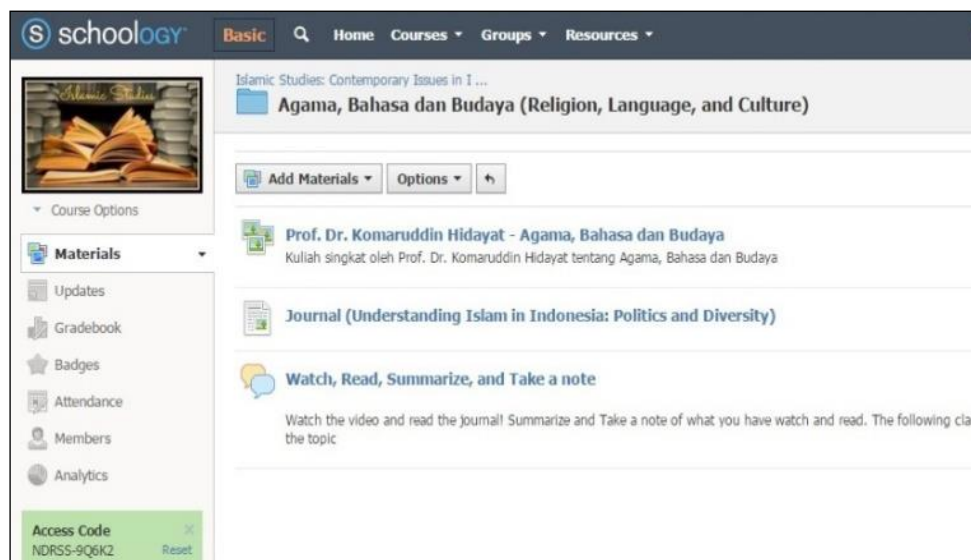 S schoology Basic Home Courses Groups Resources
Islamic Studies
Islamic Studies: Contemporary Issues in I ...
Agama, Bahasa dan Budaya (Religion, Language, and Culture)
Add Materials Options
Course Options
Materials
Updates
Gradebook
Badges
Attendance
Members
Analytics
Access Code
NDRSS-9Q6K2 Reset
Prof. Dr. Komaruddin Hidayat - Agama, Bahasa dan Budaya
Kuliah singkat oleh Prof. Dr. Komaruddin Hidayat tentang Agama, Bahasa dan Budaya
Journal (Understanding Islam in Indonesia: Politics and Diversity)
Watch, Read, Summarize, and Take a note
Watch the video and read the journal! Summarize and Take a note of what you have watch and read. The following cla
the topic